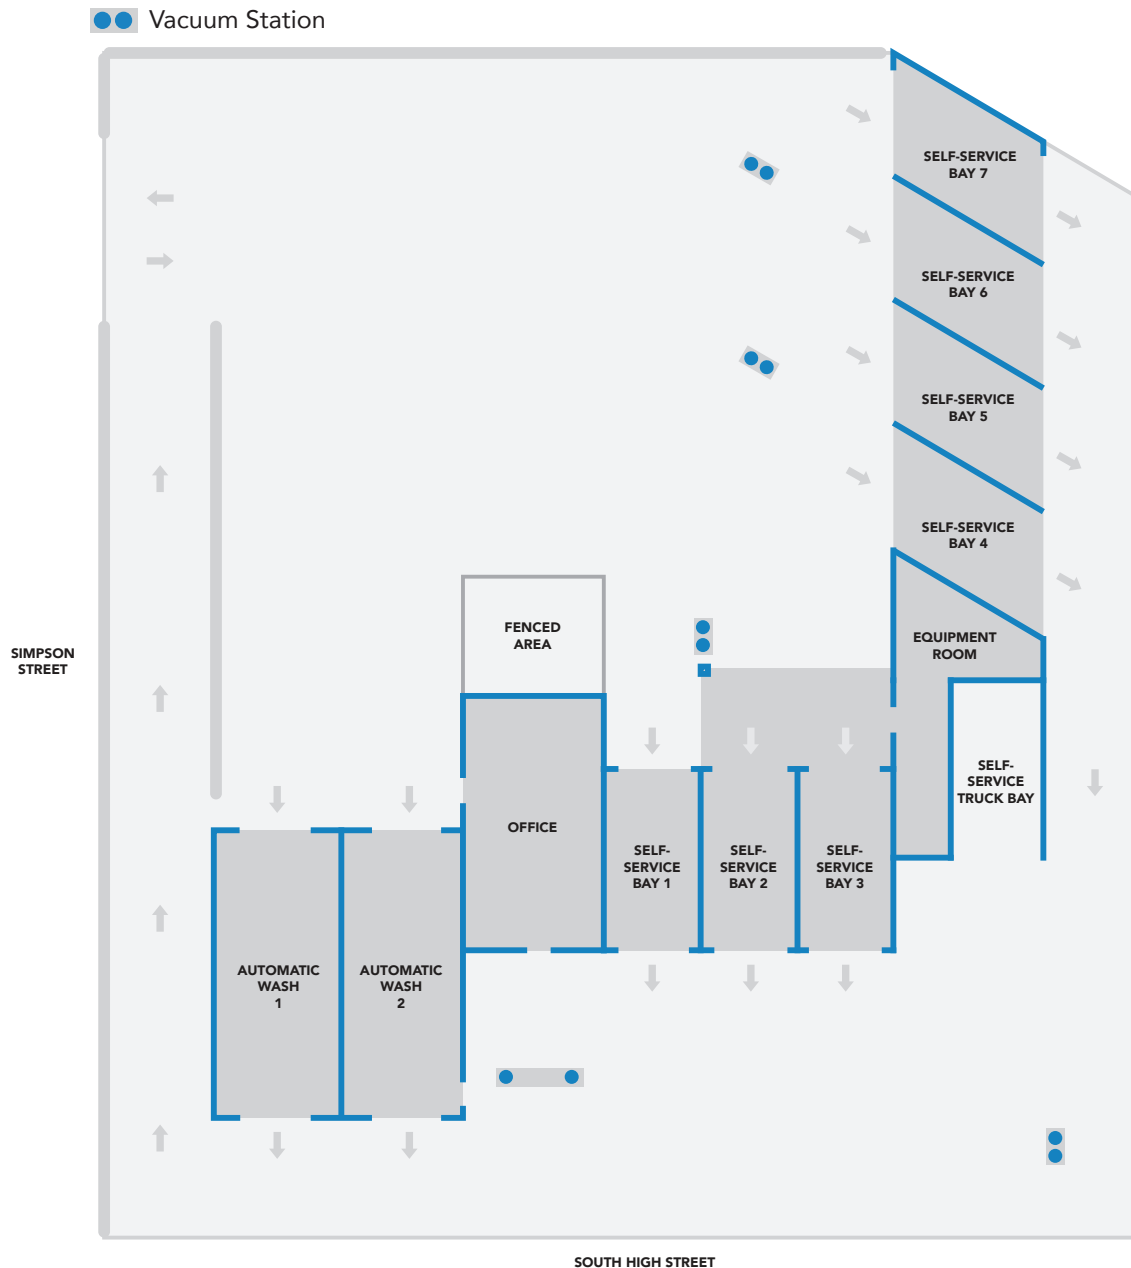 Vacuum Station
SELF-SERVICE
BAY 7
SELF-SERVICE
BAY 6
SELF-SERVICE
BAY 5
SELF-SERVICE
BAY 4
FENCED
AREA
EQUIPMENT
ROOM
SIMPSON
STREET
SELF-
SERVICE
TRUCK BAY
OFFICE
SELF-
SERVICE
BAY 1
SELF-
SERVICE
BAY 2
SELF-
SERVICE
BAY 3
AUTOMATIC
WASH
1
AUTOMATIC
WASH
2
SOUTH HIGH STREET